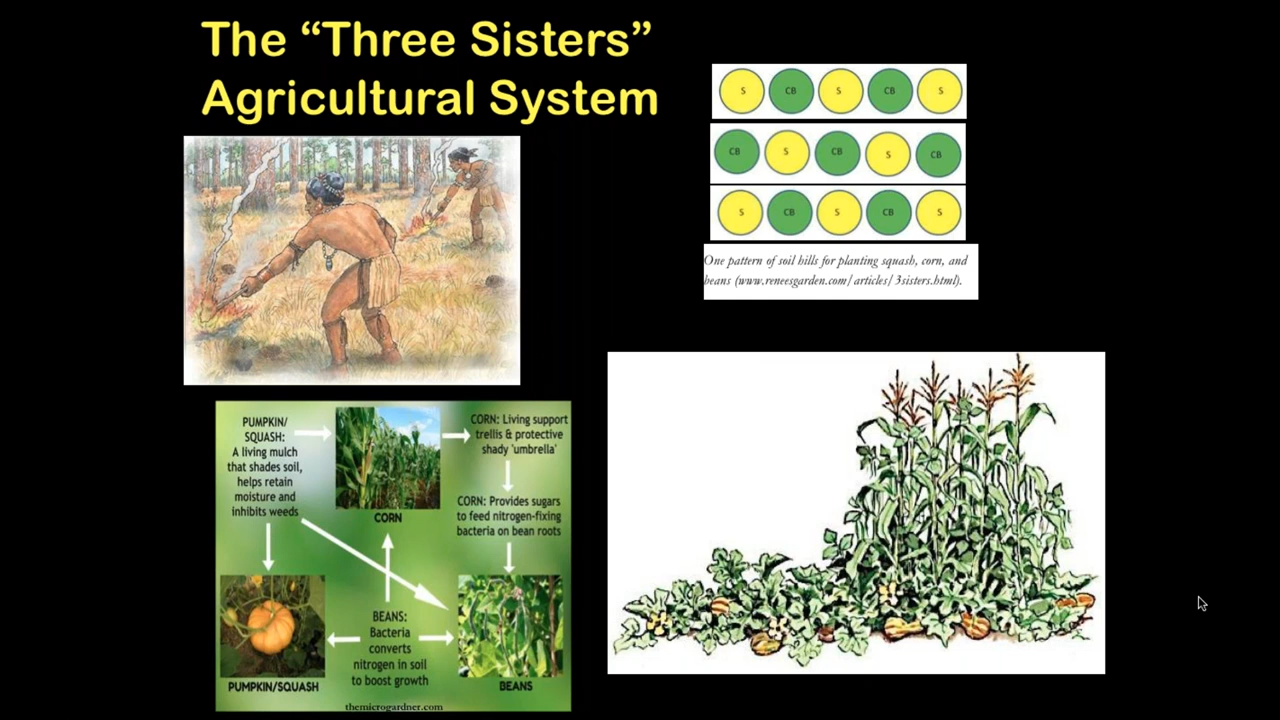 The “Three Sisters”
Agricultural System
S CB S CB S
CB S CB S CB
S CB S CB S
One pattern of soil hills for planting squash, corn, and
beans (www.reneesgarden.com/articles/3sisters.html).
PUMPKIN/
SQUASH:
A living mulch
that shades soil,
helps retain
moisture and
inhibits weeds
CORN
CORN: Living support
trellis & protective
shady 'umbrella'
CORN: Provides sugars
to feed nitrogen-fixing
bacteria on bean roots
BEANS:
Bacteria
converts
nitrogen in soil
to boost growth
PUMPKIN/SQUASH
BEANS
themicrogardner.com